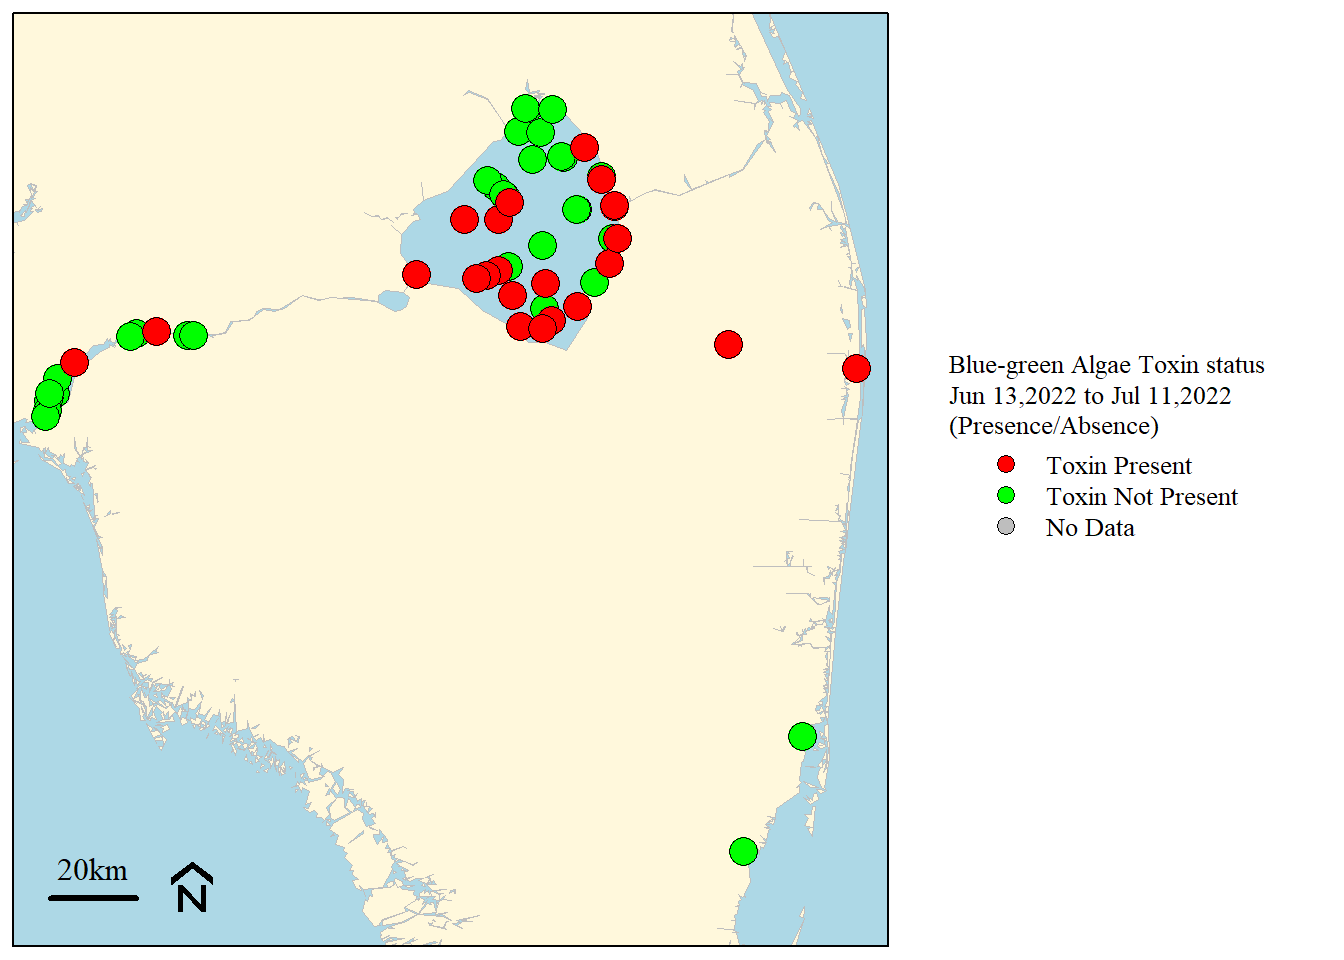 Blue-green Algae Toxin status
Jun 13,2022 to Jul 11,2022
(Presence/Absence)
Toxin Present
Toxin Not Present
No Data
20km
N